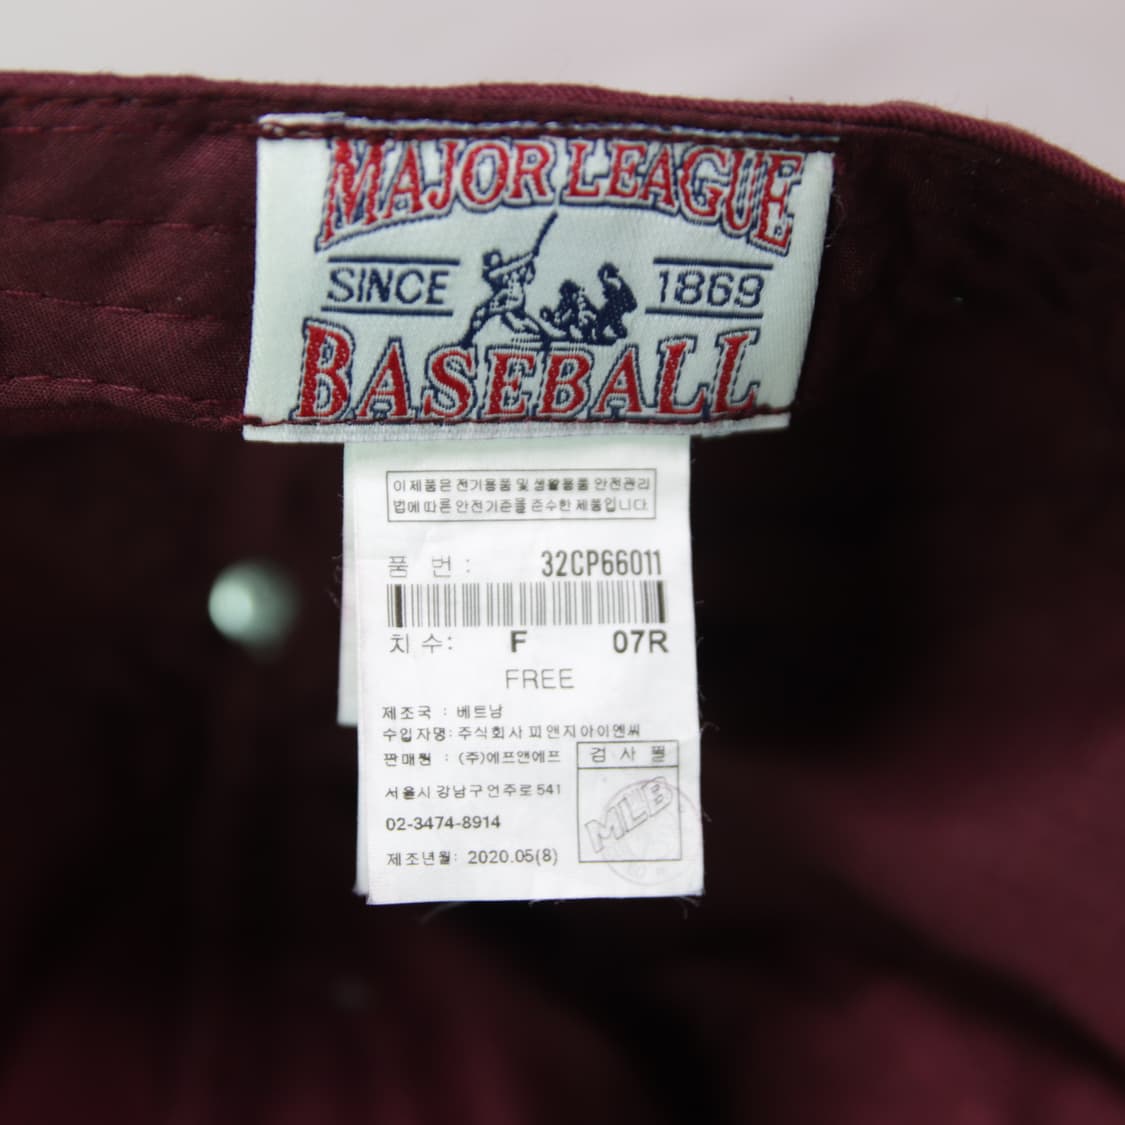 MAJOR LEAGUE
SINCE 1869
BASEBALL
이 제품은 전기용품 및 생활용품 안전관리
법에 따른 안전기준을 준수한 제품입니다.
품 번 : 32CP66011
치 수: F 07R
FREE
제조국 : 베트남
수입자명: 주식회사 피앤지아이엔씨
판매원 : (주)에프앤에프
검 사 필
서울시 강남구 언주로 541
MLB
02-3474-8914
제조년월: 2020.05(8)